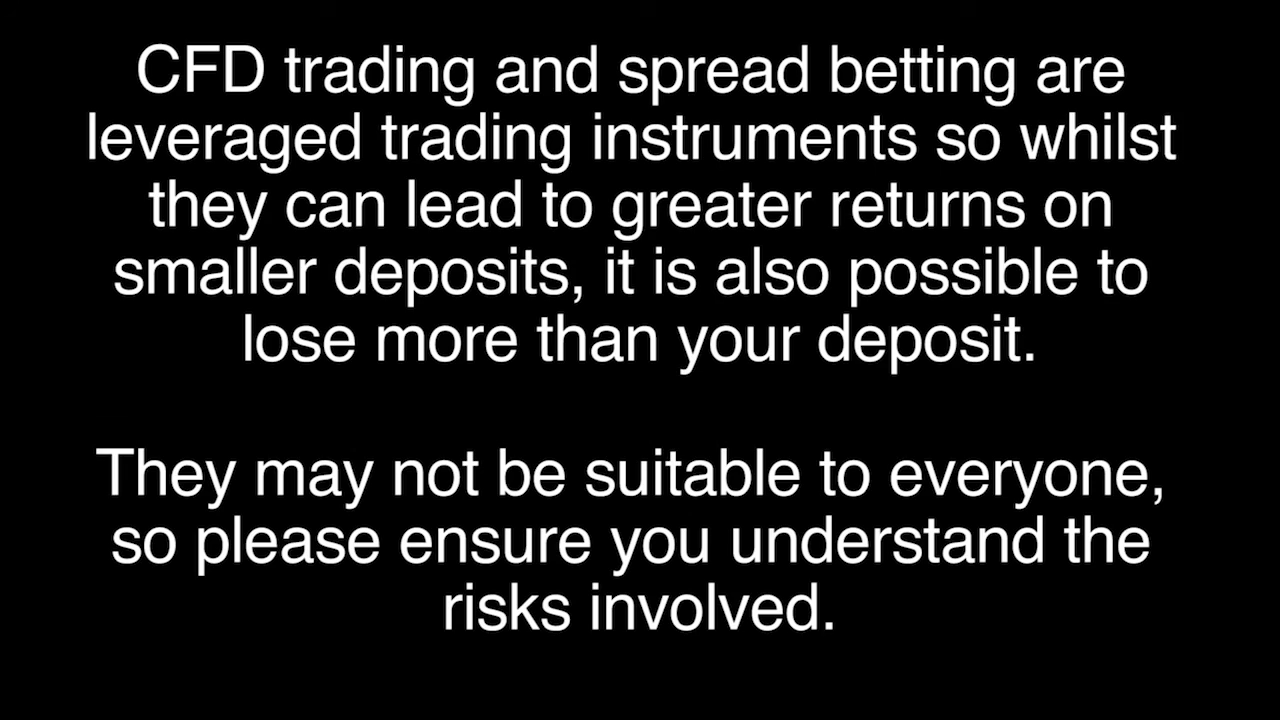 CFD trading and spread betting are
leveraged trading instruments so whilst
they can lead to greater returns on
smaller deposits, it is also possible to
lose more than your deposit.
They may not be suitable to everyone,
so please ensure you understand the
risks involved.